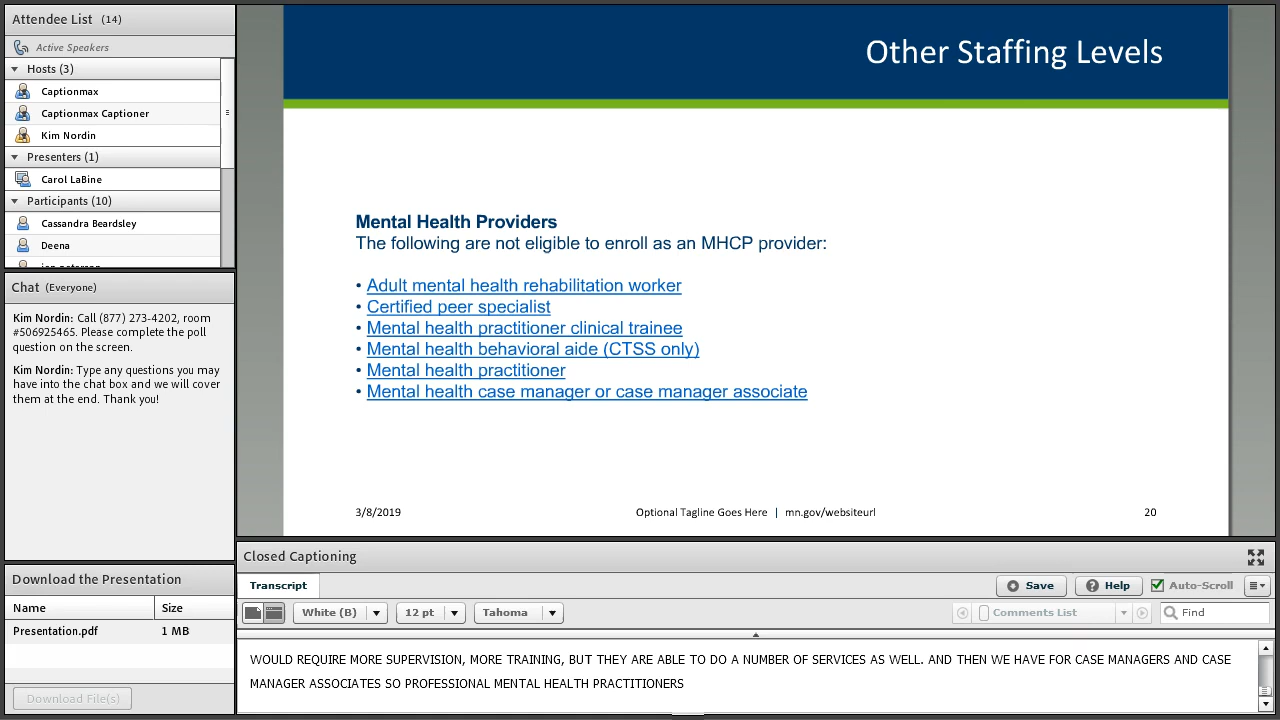 Attendee List (14)
Active Speakers
Hosts (3)
Captionmax
Captionmax Captioner
Kim Nordin
Presenters (1)
Carol LaBine
Participants (10)
Cassandra Beardsley
Deena
Chat (Everyone)
Kim Nordin: Call (877) 273-4202, room
#506925465. Please complete the poll
question on the screen.
Kim Nordin: Type any questions you may
have into the chat box and we will cover
them at the end. Thank you!
Download the Presentation
Name Size
Presentation.pdf 1 MB
Download File(s)
Other Staffing Levels
Mental Health Providers
The following are not eligible to enroll as an MHCP provider:
• Adult mental health rehabilitation worker
• Certified peer specialist
• Mental health practitioner clinical trainee
• Mental health behavioral aide (CTSS only)
• Mental health practitioner
• Mental health case manager or case manager associate
3/8/2019 Optional Tagline Goes Here | mn.gov/websiteurl 20
Closed Captioning
Transcript Save Help Auto-Scroll
White (B) 12 pt Tahoma Comments List Find
WOULD REQUIRE MORE SUPERVISION, MORE TRAINING, BUT THEY ARE ABLE TO DO A NUMBER OF SERVICES AS WELL. AND THEN WE HAVE FOR CASE MANAGERS AND CASE
MANAGER ASSOCIATES SO PROFESSIONAL MENTAL HEALTH PRACTITIONERS